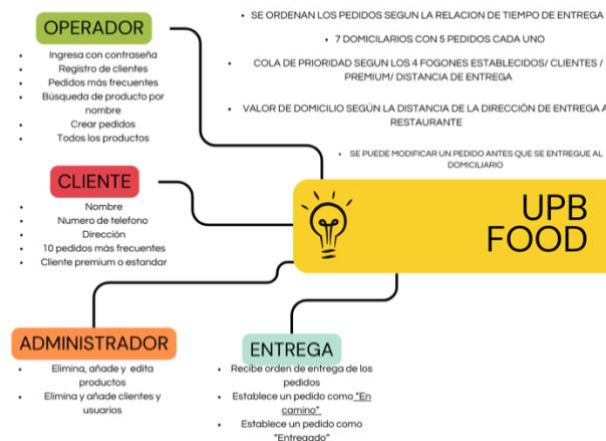 OPERADOR
Ingresa con contraseña
Registro de clientes
Pedidos más frecuentes
Búsqueda de producto por
nombre
Crear pedidos
Todos los productos
SE ORDENAN LOS PEDIDOS SEGUN LA RELACION DE TIEMPO DE ENTREGA
7 DOMICILARIOS CON 5 PEDIDOS CADA UNO
COLA DE PRIORIDAD SEGUN LOS 4 FOGONES ESTABLECIDOS/ CLIENTES /
PREMIUM/ DISTANCIA DE ENTREGA
VALOR DE DOMICILIO SEGÚN LA DISTANCIA DE LA DIRECCIÓN DE ENTREGA A
RESTAURANTE
SE PUEDE MODIFICAR UN PEDIDO ANTES QUE SE ENTREGUE AL
DOMICILIARIO
CLIENTE
Nombre
Numero de telefono
Dirección
10 pedidos más frecuentes
Cliente premium o estandar
UPB
FOOD
ADMINISTRADOR
Elimina, añade y edita
productos
Elimina y añade clientes y
usuarios
ENTREGA
Recibe orden de entrega de los
pedidos
Establece un pedido como "En
camino"
Establece un pedido como
"Entregado"